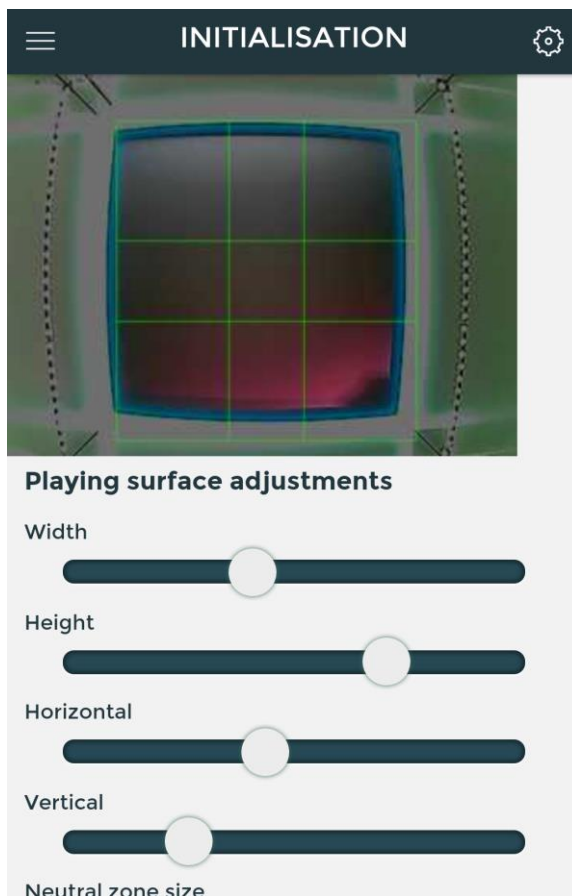 INITIALISATION
Playing surface adjustments
Width
Height
Horizontal
Vertical
Neutral zone size